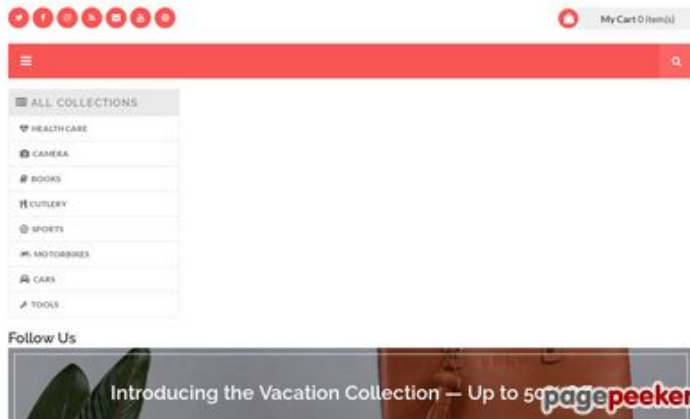 My Cart 0 item(s)
ALL COLLECTIONS
HEALTH CARE
CAMERA
BOOKS
CUTLERY
SPORTS
MOTORBIKES
CARS
TOOLS
Follow Us
Introducing the Vacation Collection — Up to
pagepeeker